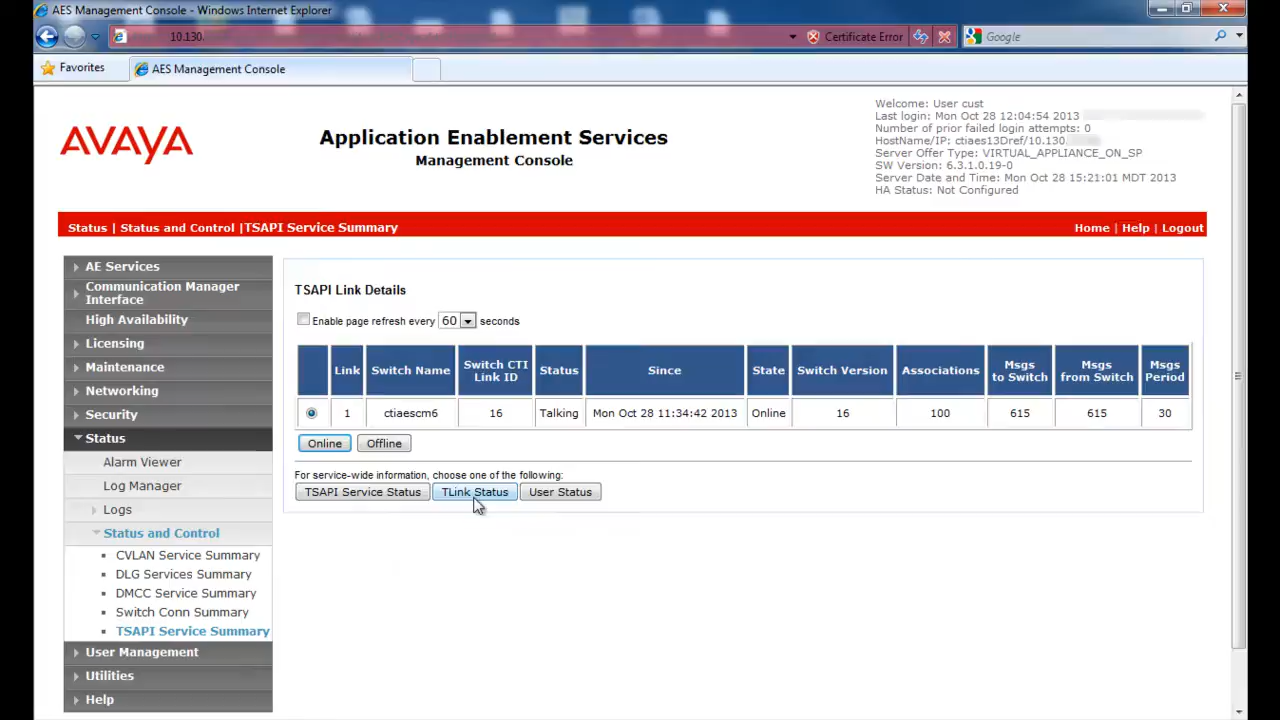 AES Management Console - Windows Internet Explorer
10.130.
Certificate Error
Google
Favorites
AES Management Console
AVAYA
Application Enablement Services
Management Console
Welcome: User cust
Last login: Mon Oct 28 12:04:54 2013
Number of prior failed login attempts: 0
HostName/IP: ctiaes13Dref/10.130.
Server Offer Type: VIRTUAL_APPLIANCE_ON_SP
SW Version: 6.3.1.0.19-0
Server Date and Time: Mon Oct 28 15:21:01 MDT 2013
HA Status: Not Configured
Status | Status and Control |TSAPI Service Summary
Home | Help | Logout
AE Services
Communication Manager
Interface
High Availability
Licensing
Maintenance
Networking
Security
Status
Alarm Viewer
Log Manager
Logs
Status and Control
CVLAN Service Summary
DLG Services Summary
DMCC Service Summary
Switch Conn Summary
TSAPI Service Summary
User Management
Utilities
Help
TSAPI Link Details
Enable page refresh every 60 seconds
Link Switch Name Switch CTI Link ID Status Since State Switch Version Associations Msgs to Switch Msgs from Switch Msgs Period
1 ctiaescm6 16 Talking Mon Oct 28 11:34:42 2013 Online 16 100 615 615 30
Online Offline
For service-wide information, choose one of the following:
TSAPI Service Status TLink Status User Status